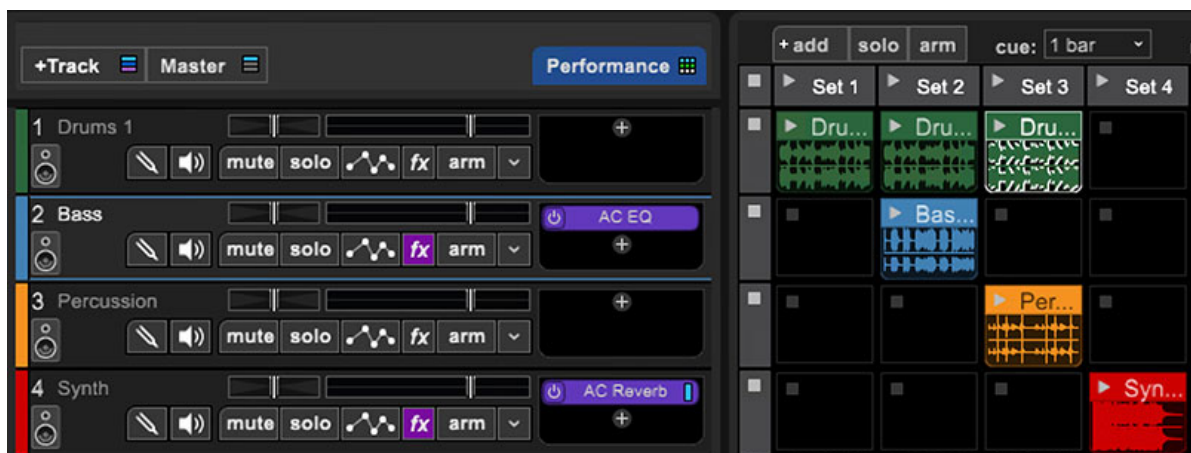 +Track Master Performance
+ add solo arm cue: 1 bar
Set 1 Set 2 Set 3 Set 4
1 Drums 1
mute solo fx arm
Dru... Dru... Dru...
2 Bass
AC EQ
mute solo fx arm
Bas...
3 Percussion
mute solo fx arm
Per...
4 Synth
AC Reverb
mute solo fx arm
Syn...